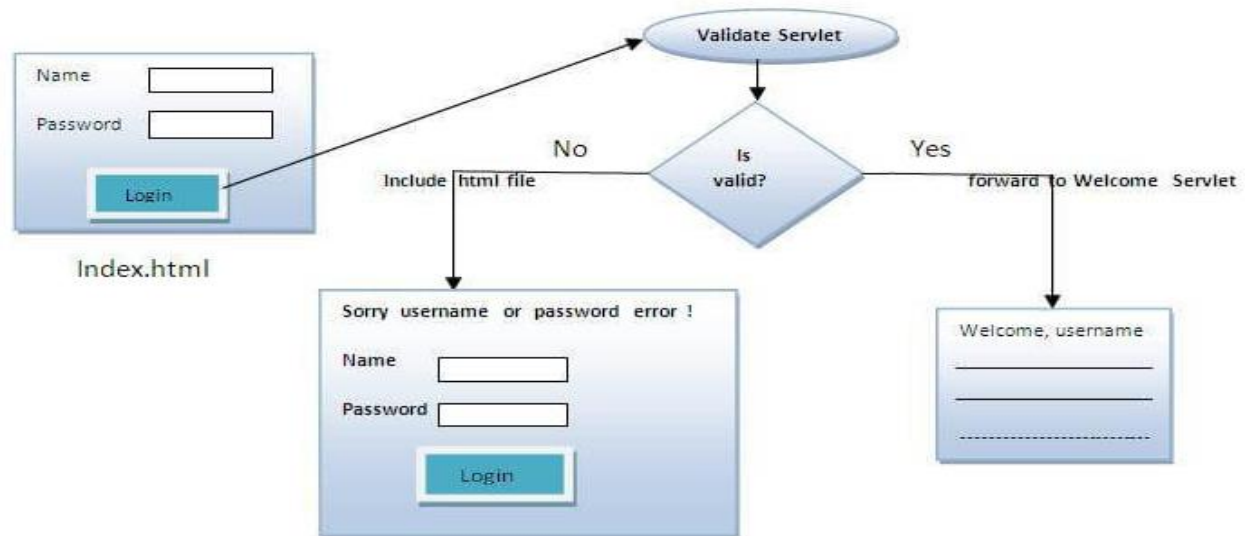 Validate Servlet
Name
Password
Login
Index.html
Is
valid?
No
Include html file
Yes
forward to Welcome Servlet
Sorry username or password error !
Name
Password
Login
Welcome, username